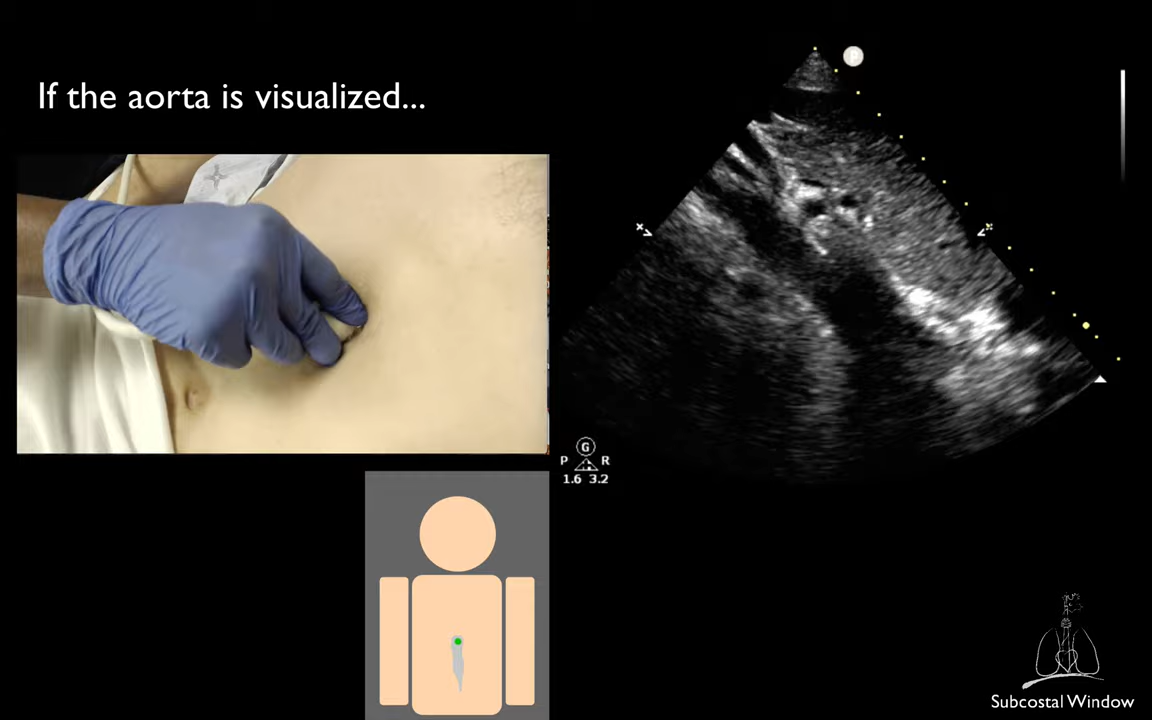 If the aorta is visualized...
P
G
P R
1.6 3.2
Subcostal Window